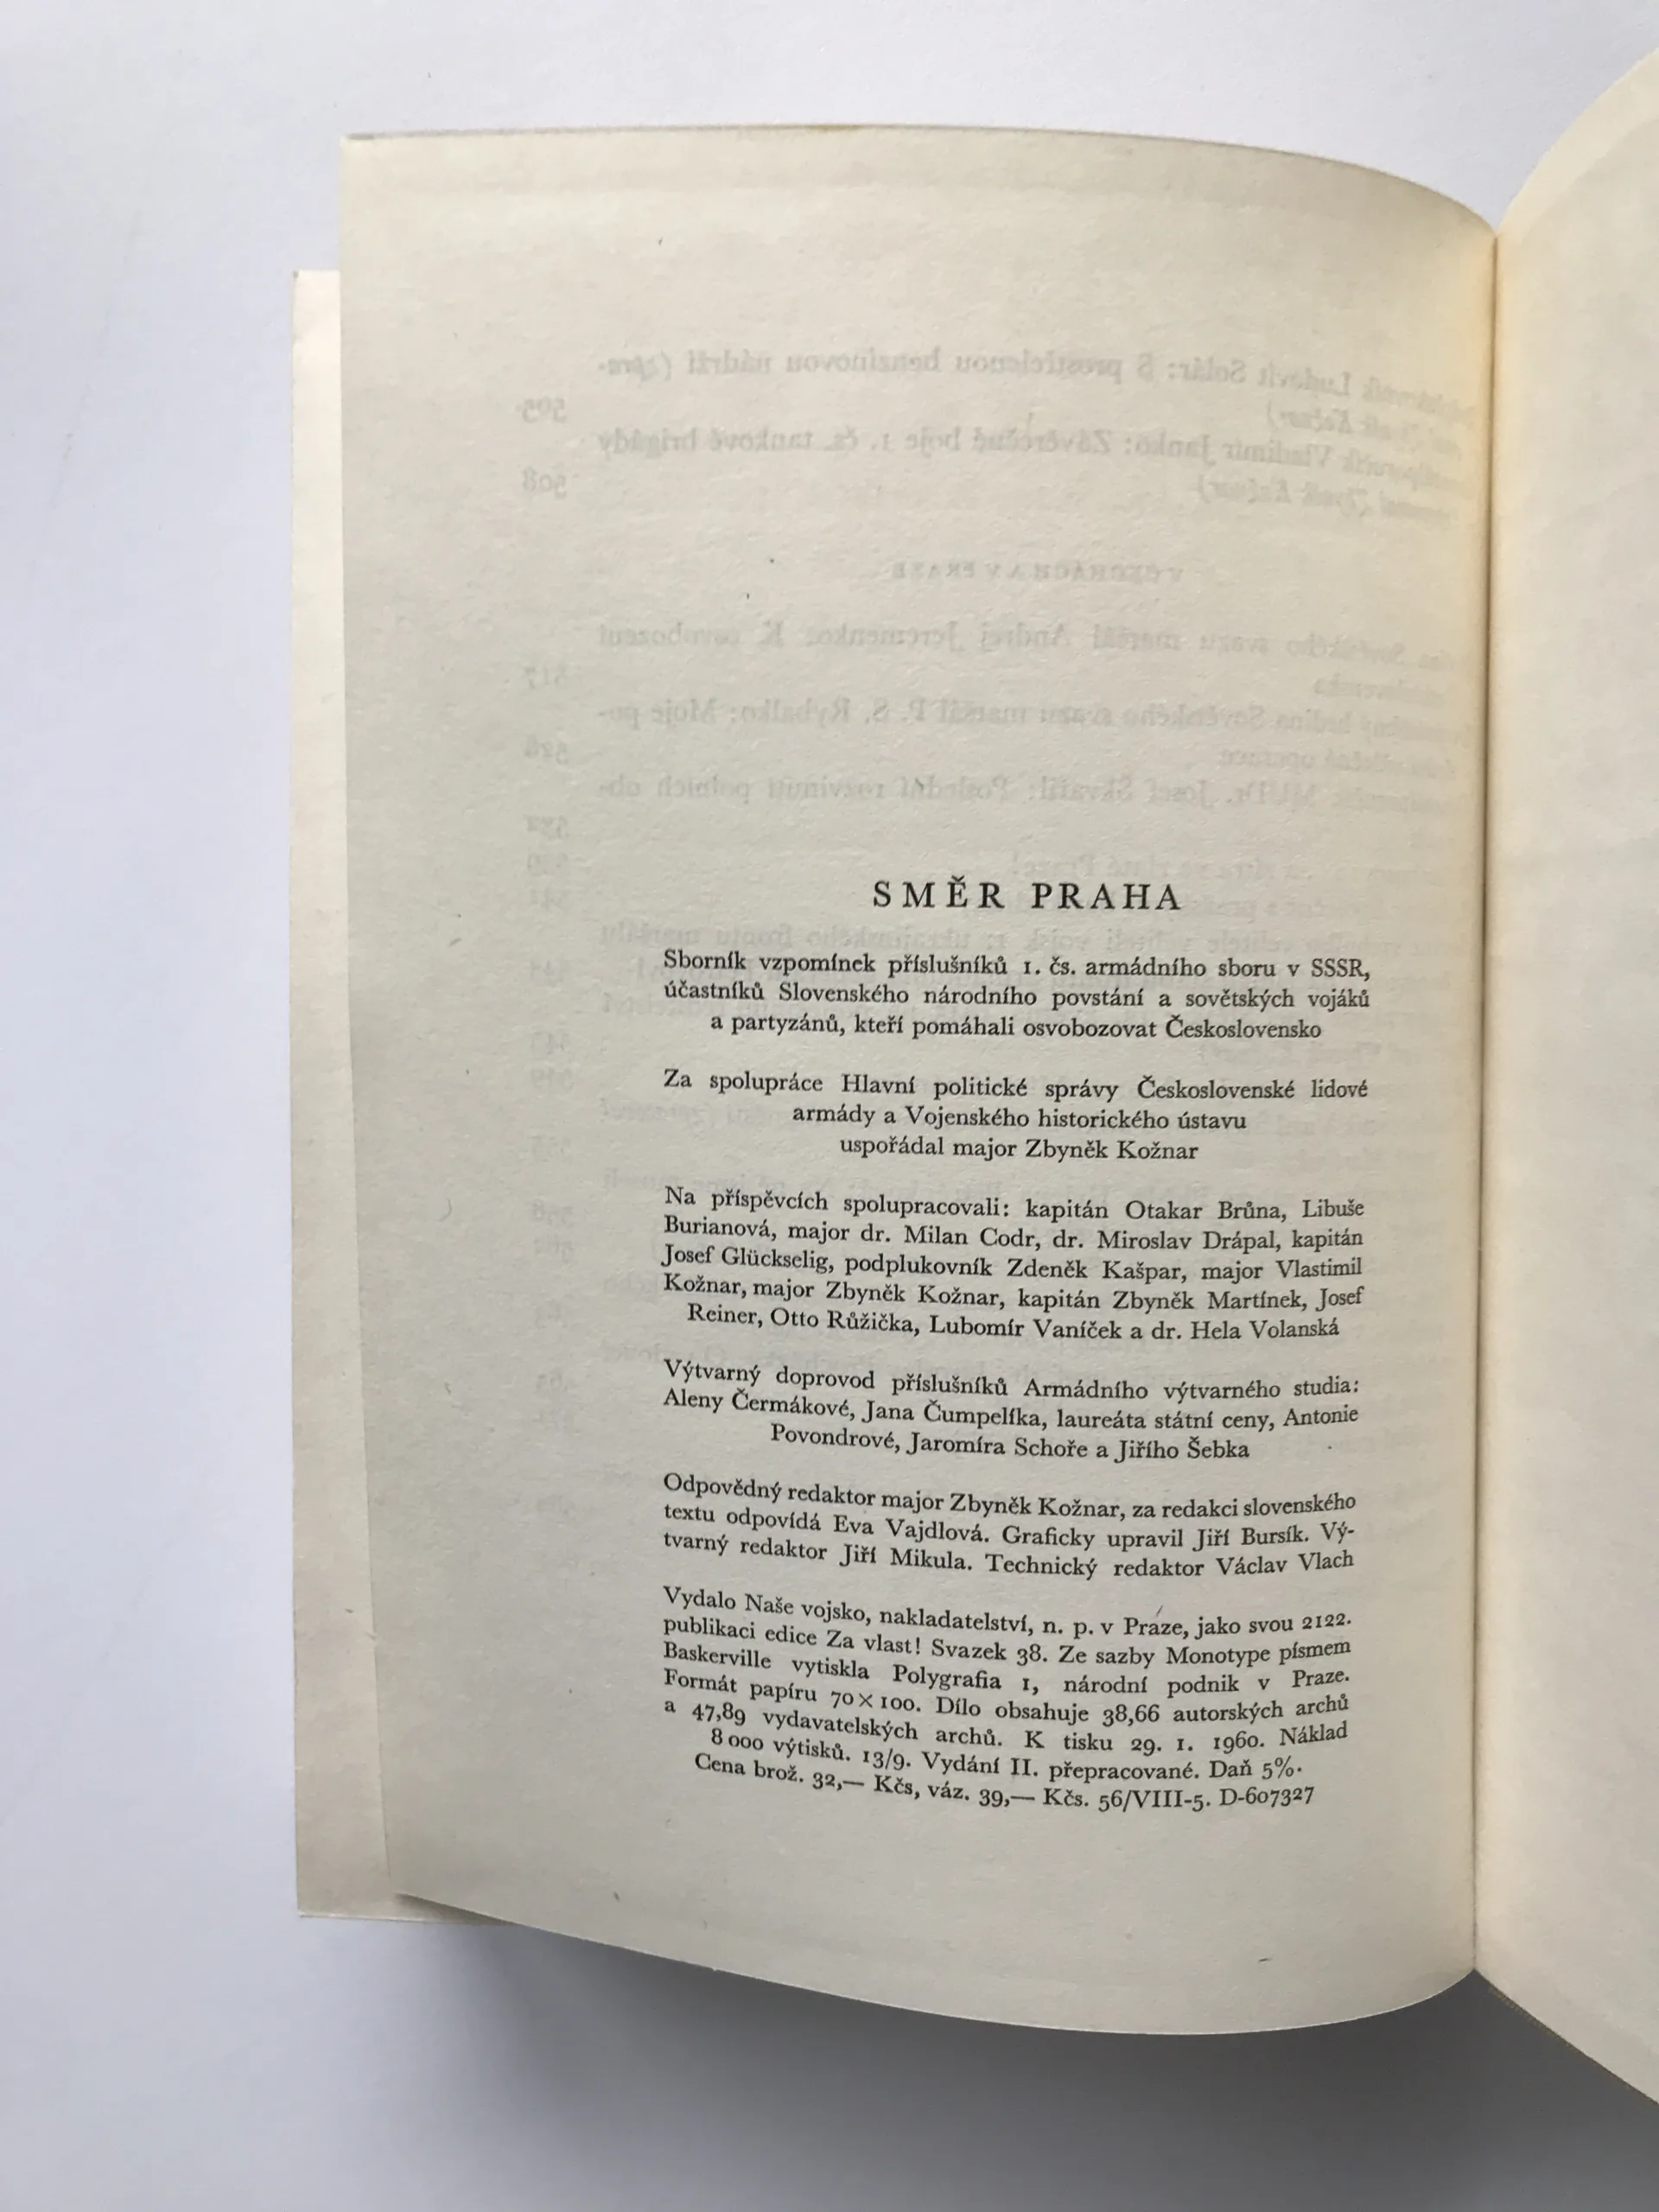 SMĚR PRAHA
Sborník vzpomínek příslušníků 1. čs. armádního sboru v SSSR,
účastníků Slovenského národního povstání a sovětských vojáků
a partyzánů, kteří pomáhali osvobozovat Československo
Za spolupráce Hlavní politické správy Československé lidové
armády a Vojenského historického ústavu
uspořádal major Zbyněk Kožnar
Na příspěvcích spolupracovali: kapitán Otakar Brůna, Libuše
Burianová, major dr. Milan Codr, dr. Miroslav Drápal, kapitán
Josef Glückselig, podplukovník Zdeněk Kašpar, major Vlastimil
Kožnar, major Zbyněk Kožnar, kapitán Zbyněk Martínek, Josef
Reiner, Otto Růžička, Lubomír Vaníček a dr. Hela Volanská
Výtvarný doprovod příslušníků Armádního výtvarného studia:
Aleny Čermákové, Jana Čumpelíka, laureáta státní ceny, Antonie
Povondrové, Jaromíra Schoře a Jiřího Šebka
Odpovědný redaktor major Zbyněk Kožnar, za redakci slovenského
textu odpovídá Eva Vajdlová. Graficky upravil Jiří Bursík. Vý-
tvarný redaktor Jiří Mikula. Technický redaktor Václav Vlach
Vydalo Naše vojsko, nakladatelství, n. p. v Praze, jako svou 2122.
publikaci edice Za vlast! Svazek 38. Ze sazby Monotype písmem
Baskerville vytiskla Polygrafia 1, národní podnik v Praze.
Formát papíru 70×100. Dílo obsahuje 38,66 autorských archů
a 47,89 vydavatelských archů. K tisku 29. 1. 1960. Náklad
8 000 výtisků. 13/9. Vydání II. přepracované. Daň 5%.
Cena brož. 32,— Kčs, váz. 39,— Kčs. 56/VIII-5. D-607327